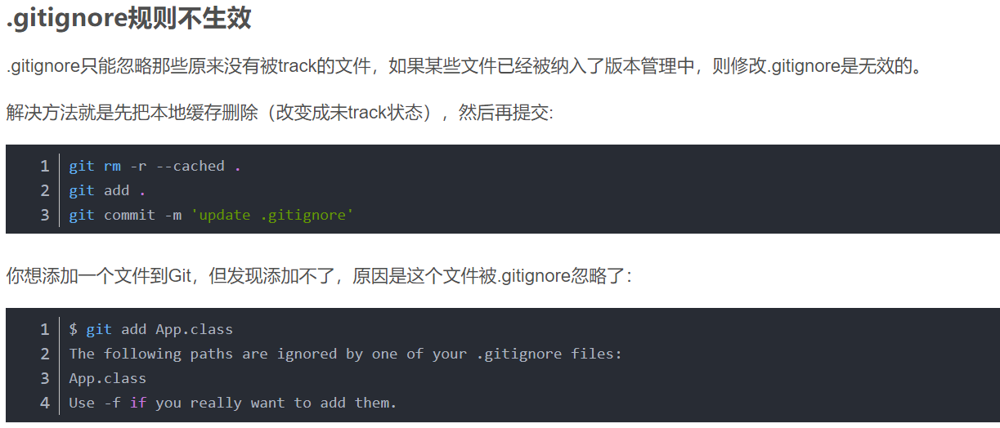 .gitignore规则不生效
.gitignore只能忽略那些原来没有被track的文件，如果某些文件已经被纳入了版本管理中，则修改.gitignore是无效的。
解决方法就是先把本地缓存删除（改变成未track状态），然后再提交:
1 git rm -r --cached .
2 git add .
3 git commit -m 'update .gitignore'
你想添加一个文件到Git，但发现添加不了，原因是这个文件被.gitignore忽略了：
1 $ git add App.class
2 The following paths are ignored by one of your .gitignore files:
3 App.class
4 Use -f if you really want to add them.